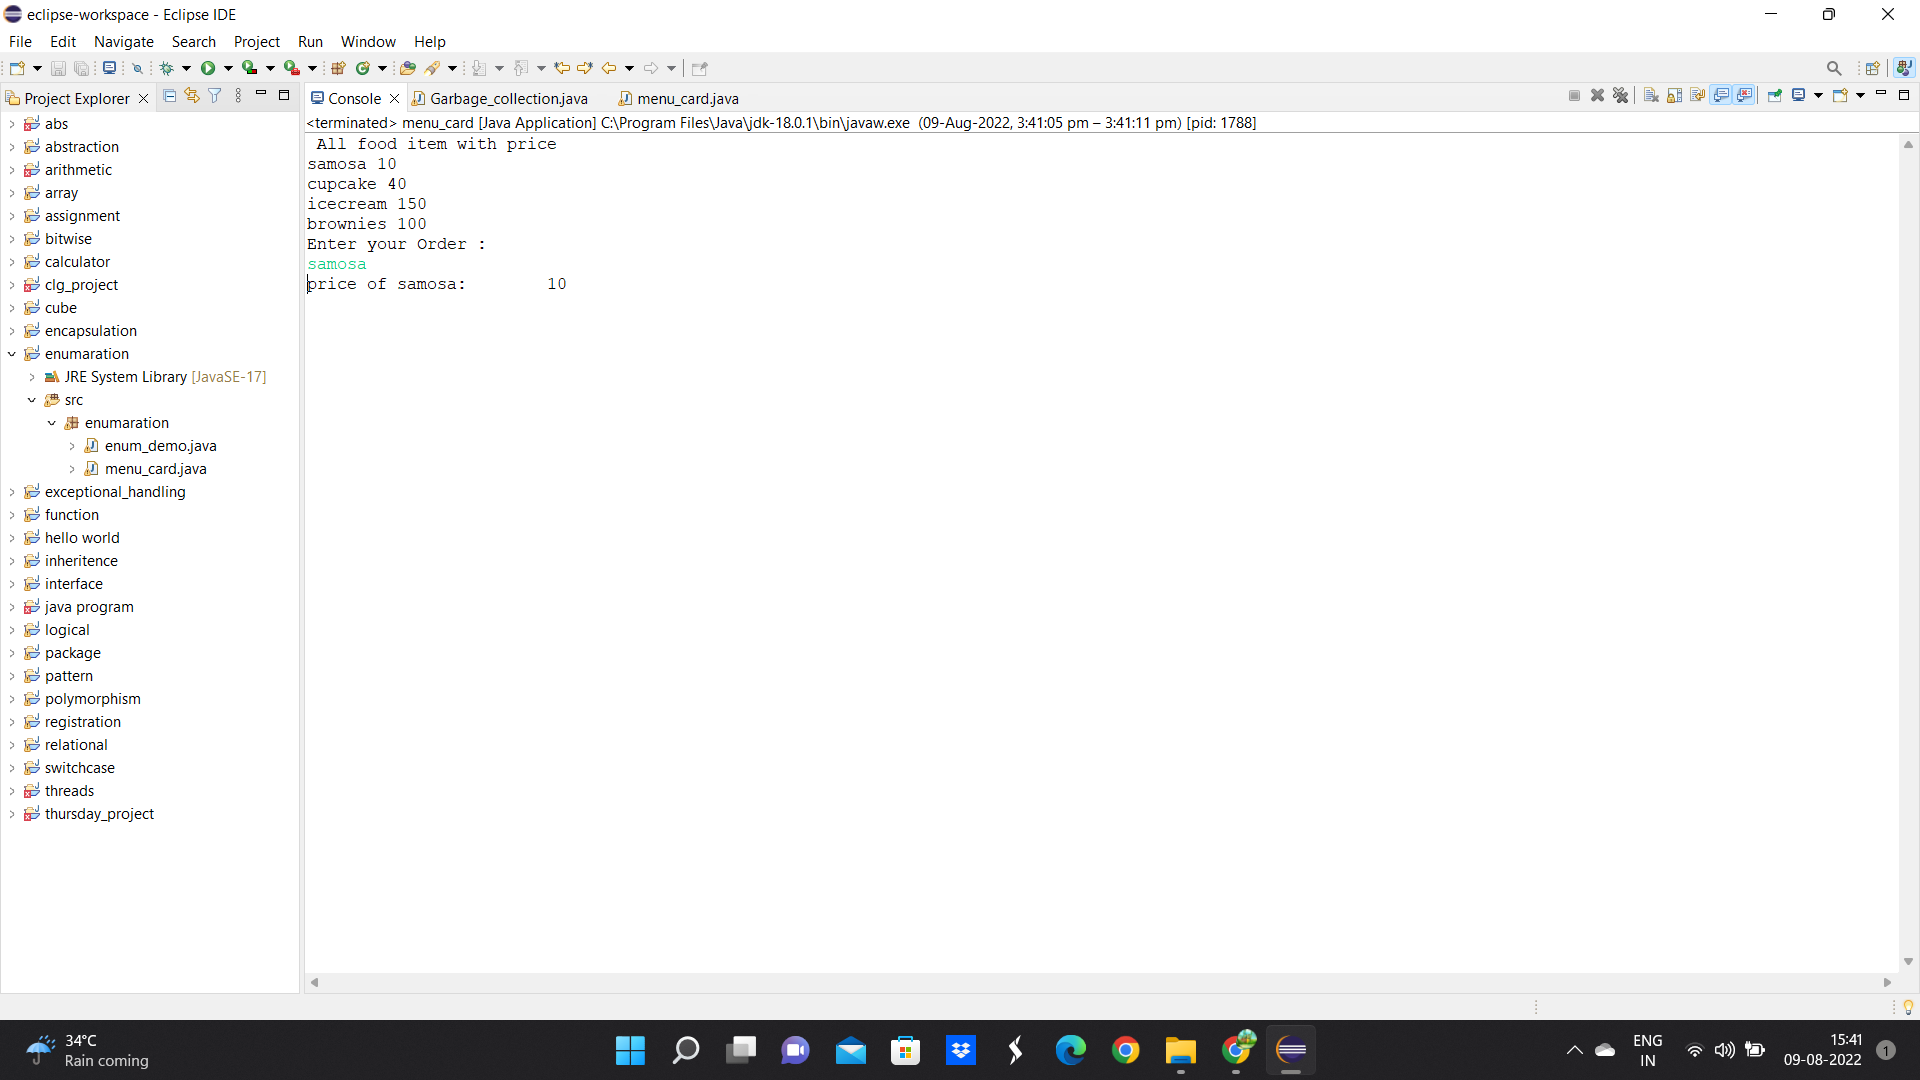 eclipse-workspace - Eclipse IDE
File Edit Navigate Search Project Run Window Help
Project Explorer
abs
abstraction
arithmetic
array
assignment
bitwise
calculator
clg_project
cube
encapsulation
enumaration
JRE System Library [JavaSE-17]
src
enumaration
enum_demo.java
menu_card.java
exceptional_handling
function
hello world
inheritence
interface
java program
logical
package
pattern
polymorphism
registration
relational
switchcase
threads
thursday_project
Console Garbage_collection.java menu_card.java
<terminated> menu_card [Java Application] C:\Program Files\Java\jdk-18.0.1\bin\javaw.exe (09-Aug-2022, 3:41:05 pm – 3:41:11 pm) [pid: 1788]
All food item with price
samosa 10
cupcake 40
icecream 150
brownies 100
Enter your Order :
samosa
price of samosa: 10
34°C
Rain coming
ENG
IN
15:41
09-08-2022
1